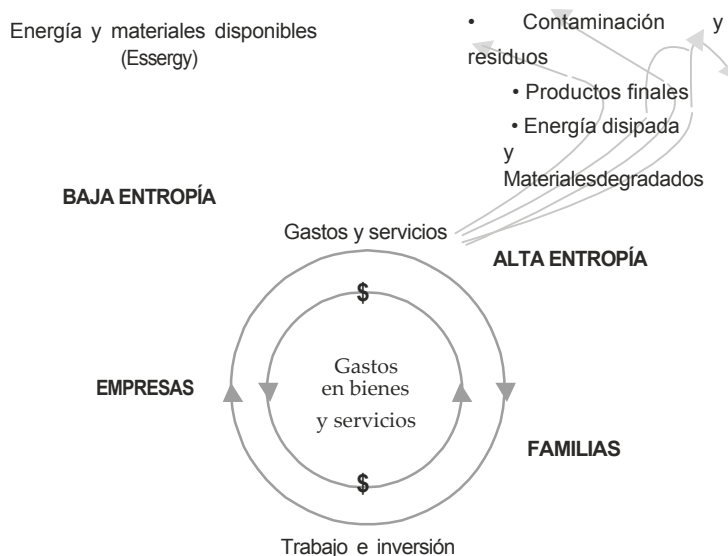 Energía y materiales disponibles
(Essergy)
• Contaminación y
residuos
• Productos finales
• Energía disipada
y
Materialesdegradados
BAJA ENTROPÍA
Gastos y servicios
ALTA ENTROPÍA
$
Gastos
en bienes
y servicios
EMPRESAS
FAMILIAS
$
Trabajo e inversión